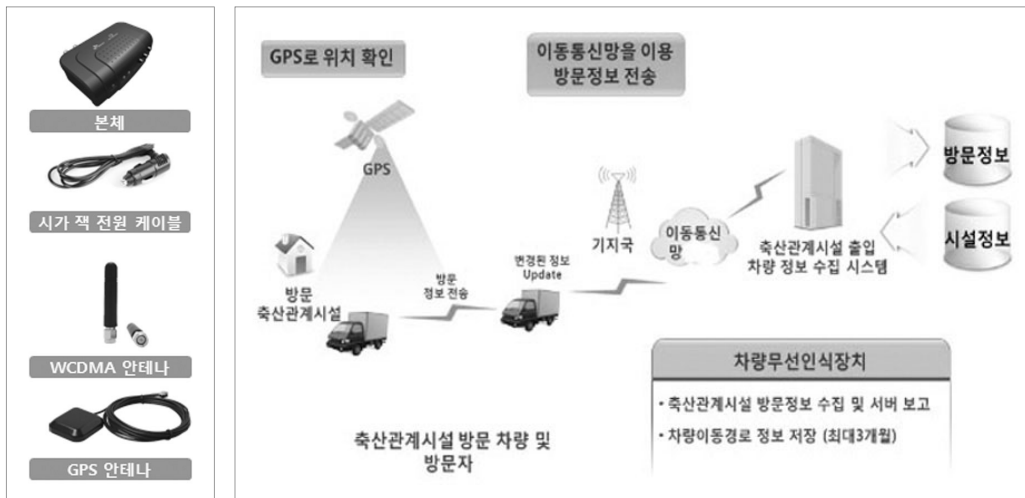 본체
시가 잭 전원 케이블
WCDMA 안테나
GPS 안테나
GPS로 위치 확인
이동통신망을 이용
방문정보 전송
GPS
방문
축산관계시설
방문
정보 전송
변경된 정보
Update
기지국
이동통신
망
축산관계시설 출입
차량 정보 수집 시스템
방문정보
시설정보
축산관계시설 방문 차량 및
방문자
차량무선인식장치
• 축산관계시설 방문정보 수집 및 서버 보고
• 차량이동경로 정보 저장 (최대3개월)